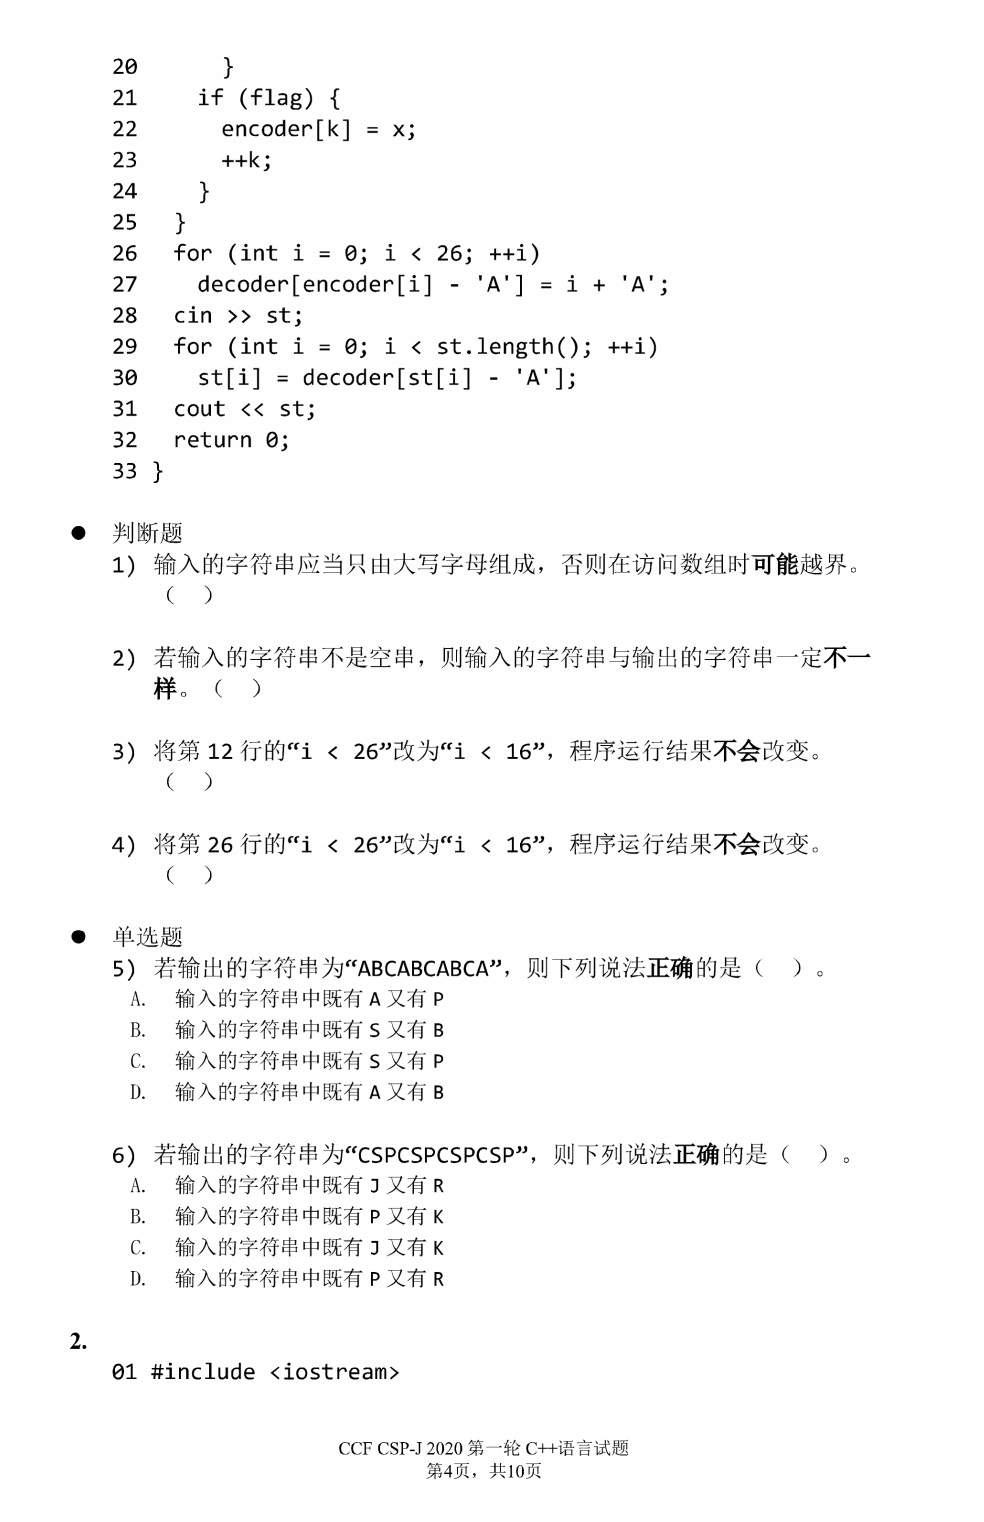 20       }
21     if (flag) {
22       encoder[k] = x;
23       ++k;
24     }
25   }
26   for (int i = 0; i < 26; ++i)
27     decoder[encoder[i] - 'A'] = i + 'A';
28   cin >> st;
29   for (int i = 0; i < st.length(); ++i)
30     st[i] = decoder[st[i] - 'A'];
31   cout << st;
32   return 0;
33 }
● 判断题
1) 输入的字符串应当只由大写字母组成，否则在访问数组时可能越界。
（ ）
2) 若输入的字符串不是空串，则输入的字符串与输出的字符串一定不一
样。（ ）
3) 将第 12 行的“i < 26”改为“i < 16”，程序运行结果不会改变。
（ ）
4) 将第 26 行的“i < 26”改为“i < 16”，程序运行结果不会改变。
（ ）
● 单选题
5) 若输出的字符串为“ABCABCABCA”，则下列说法正确的是（ ）。
A. 输入的字符串中既有 A 又有 P
B. 输入的字符串中既有 S 又有 B
C. 输入的字符串中既有 S 又有 P
D. 输入的字符串中既有 A 又有 B
6) 若输出的字符串为“CSPCSPCSPCSP”，则下列说法正确的是（ ）。
A. 输入的字符串中既有 J 又有 R
B. 输入的字符串中既有 P 又有 K
C. 输入的字符串中既有 J 又有 K
D. 输入的字符串中既有 P 又有 R
2.
01 #include <iostream>
CCF CSP-J 2020 第一轮 C++语言试题
第4页，共10页